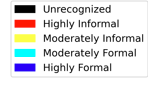 Unrecognized
Highly Informal
Moderately Informal
Moderately Formal
Highly Formal